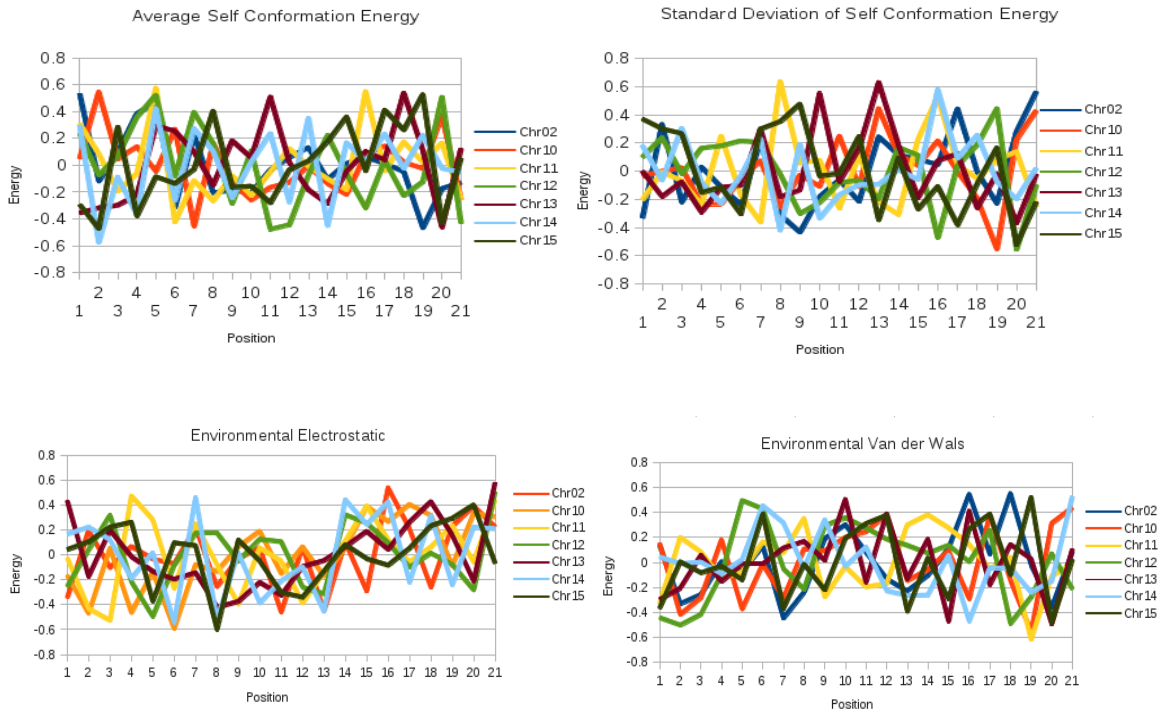 Average Self Conformation Energy
0.8
0.6
0.4
0.2
0
-0.2
-0.4
-0.6
-0.8
Energy
2 4 6 8 10 12 14 16 18 20
1 3 5 7 9 11 13 15 17 19 21
Position
Chr02
Chr10
Chr11
Chr12
Chr13
Chr14
Chr15
Standard Deviation of Self Conformation Energy
0.8
0.6
0.4
0.2
0
-0.2
-0.4
-0.6
-0.8
Energy
2 4 6 8 10 12 14 16 18 20
1 3 5 7 9 11 13 15 17 19 21
Position
Chr02
Chr10
Chr11
Chr12
Chr13
Chr14
Chr15
Environmental Electrostatic
0.8
0.6
0.4
0.2
0
-0.2
-0.4
-0.6
-0.8
Energy
1 2 3 4 5 6 7 8 9 10 11 12 13 14 15 16 17 18 19 20 21
Position
Chr02
Chr10
Chr11
Chr12
Chr13
Chr14
Chr15
Environmental Van der Wals
0.8
0.6
0.4
0.2
0
-0.2
-0.4
-0.6
-0.8
Energy
1 2 3 4 5 6 7 8 9 10 11 12 13 14 15 16 17 18 19 20 21
Position
Chr02
Chr10
Chr11
Chr12
Chr13
Chr14
Chr15